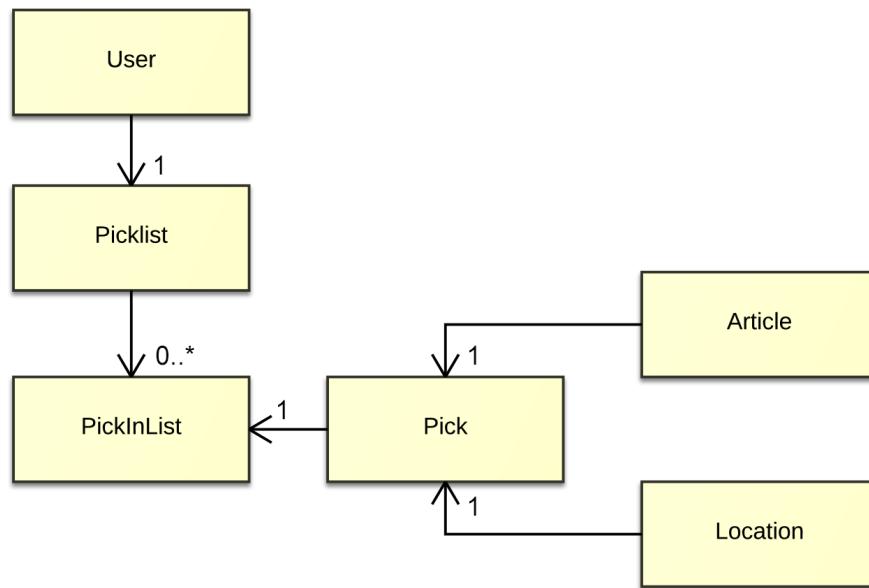 User
1
Picklist
0..*
PickInList
1
Pick
1
Article
1
Location